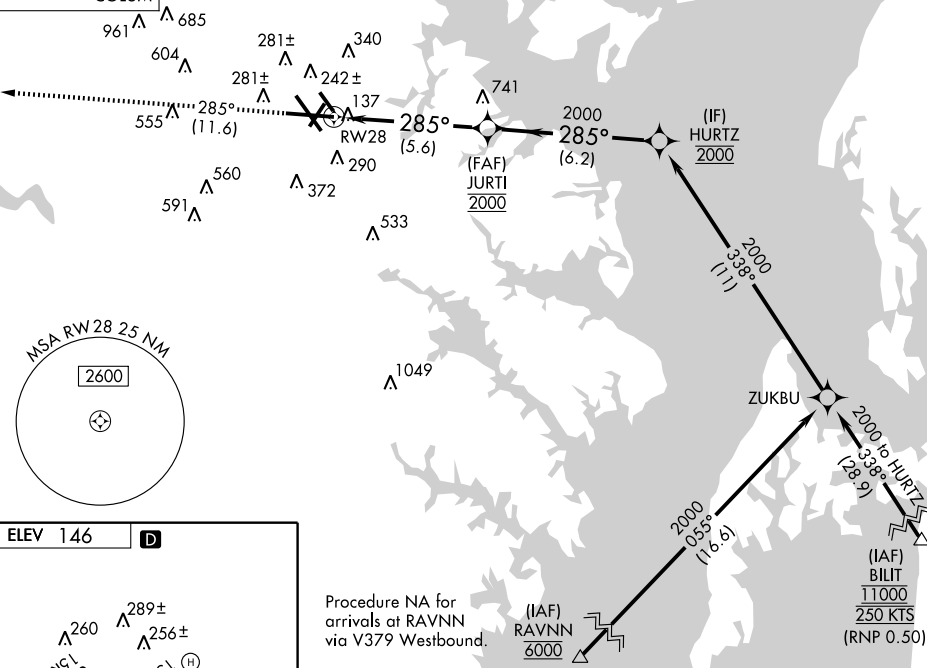 961
685
604
281±
340
281±
242±
137
555
285°
(11.6)
RW28
285°
(5.6)
741
2000
285°
(6.2)
(IF)
HURTZ
2000
(FAF)
JURTI
2000
290
560
372
591
533
2000
338°
(11)
MSA RW28 25 NM
2600
1049
ZUKBU
2000 to HURTZ
338°
(28.9)
2000
055°
(16.6)
ELEV 146
D
(IAF)
BILIT
11000
250 KTS
(RNP 0.50)
Procedure NA for
arrivals at RAVNN
via V379 Westbound.
(IAF)
RAVNN
6000
289±
260
256±
H